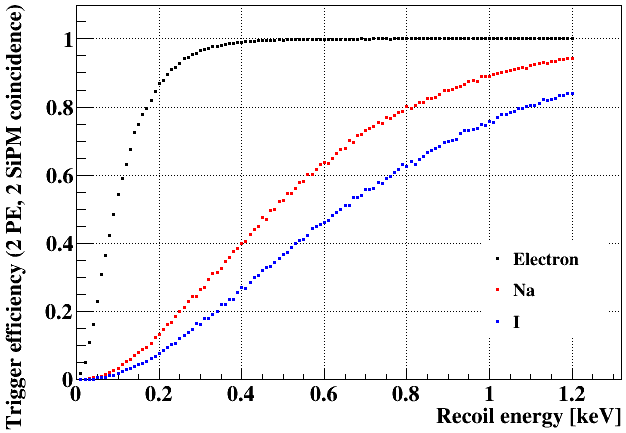 Trigger efficiency (2 PE, 2 SiPM coincidence)
1
0.8
0.6
0.4
0.2
0
0 0.2 0.4 0.6 0.8 1 1.2
Recoil energy [keV]
Electron
Na
I